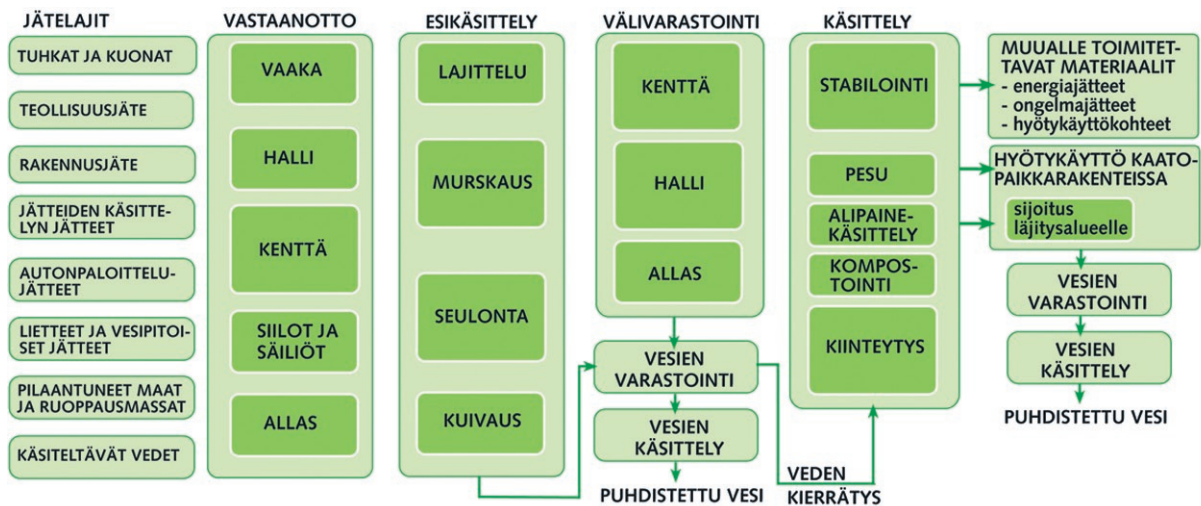 JÄTELAJIT
TUHKAT JA KUONAT
TEOLLISUUSJÄTE
RAKENNUSJÄTE
JÄTTEIDEN KÄSITTE-
LYN JÄTTEET
AUTONPALOITTELU-
JÄTTEET
LIETTEET JA VESIPITOI-
SET JÄTTEET
PILAANTUNEET MAAT
JA RUOPPAUSMASSAT
KÄSITELTÄVÄT VEDET
VASTAANOTTO
VAAKA
HALLI
KENTTÄ
SIILOT JA
SÄILIÖT
ALLAS
ESIKÄSITTELY
LAJITTELU
MURSKAUS
SEULONTA
KUIVAUS
VÄLIVARASTOINTI
KENTTÄ
HALLI
ALLAS
VESIEN
VARASTOINTI
VESIEN
KÄSITTELY
PUHDISTETTU VESI
VEDEN
KIERRÄTYS
KÄSITTELY
STABILOINTI
PESU
ALIPAINE-
KÄSITTELY
KOMPOS-
TOINTI
KIINTEYTYS
MUUALLE TOIMITET-
TAVAT MATERIAALIT
- energiajätteet
- ongelmajätteet
- hyötykäyttökohteet
HYÖTYKÄYTTÖ KAATO-
PAIKKARAKENTEISSA
sijoitus
läjitysalueelle
VESIEN
VARASTOINTI
VESIEN
KÄSITTELY
PUHDISTETTU VESI